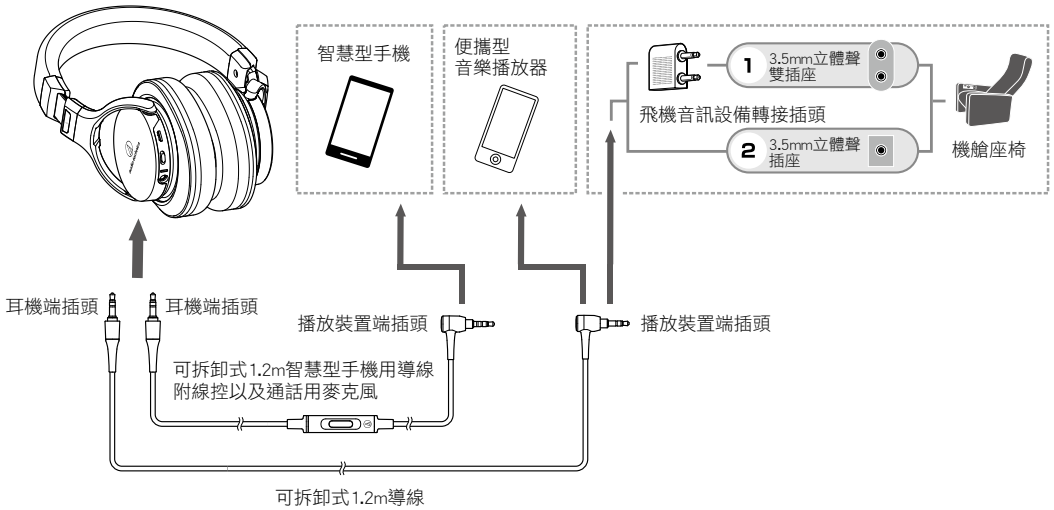 智慧型手機
便攜型
音樂播放器
1
3.5mm立體聲
雙插座
飛機音訊設備轉接插頭
2
3.5mm立體聲
插座
機艙座椅
耳機端插頭
耳機端插頭
播放裝置端插頭
播放裝置端插頭
可拆卸式1.2m智慧型手機用導線
附線控以及通話用麥克風
可拆卸式1.2m導線